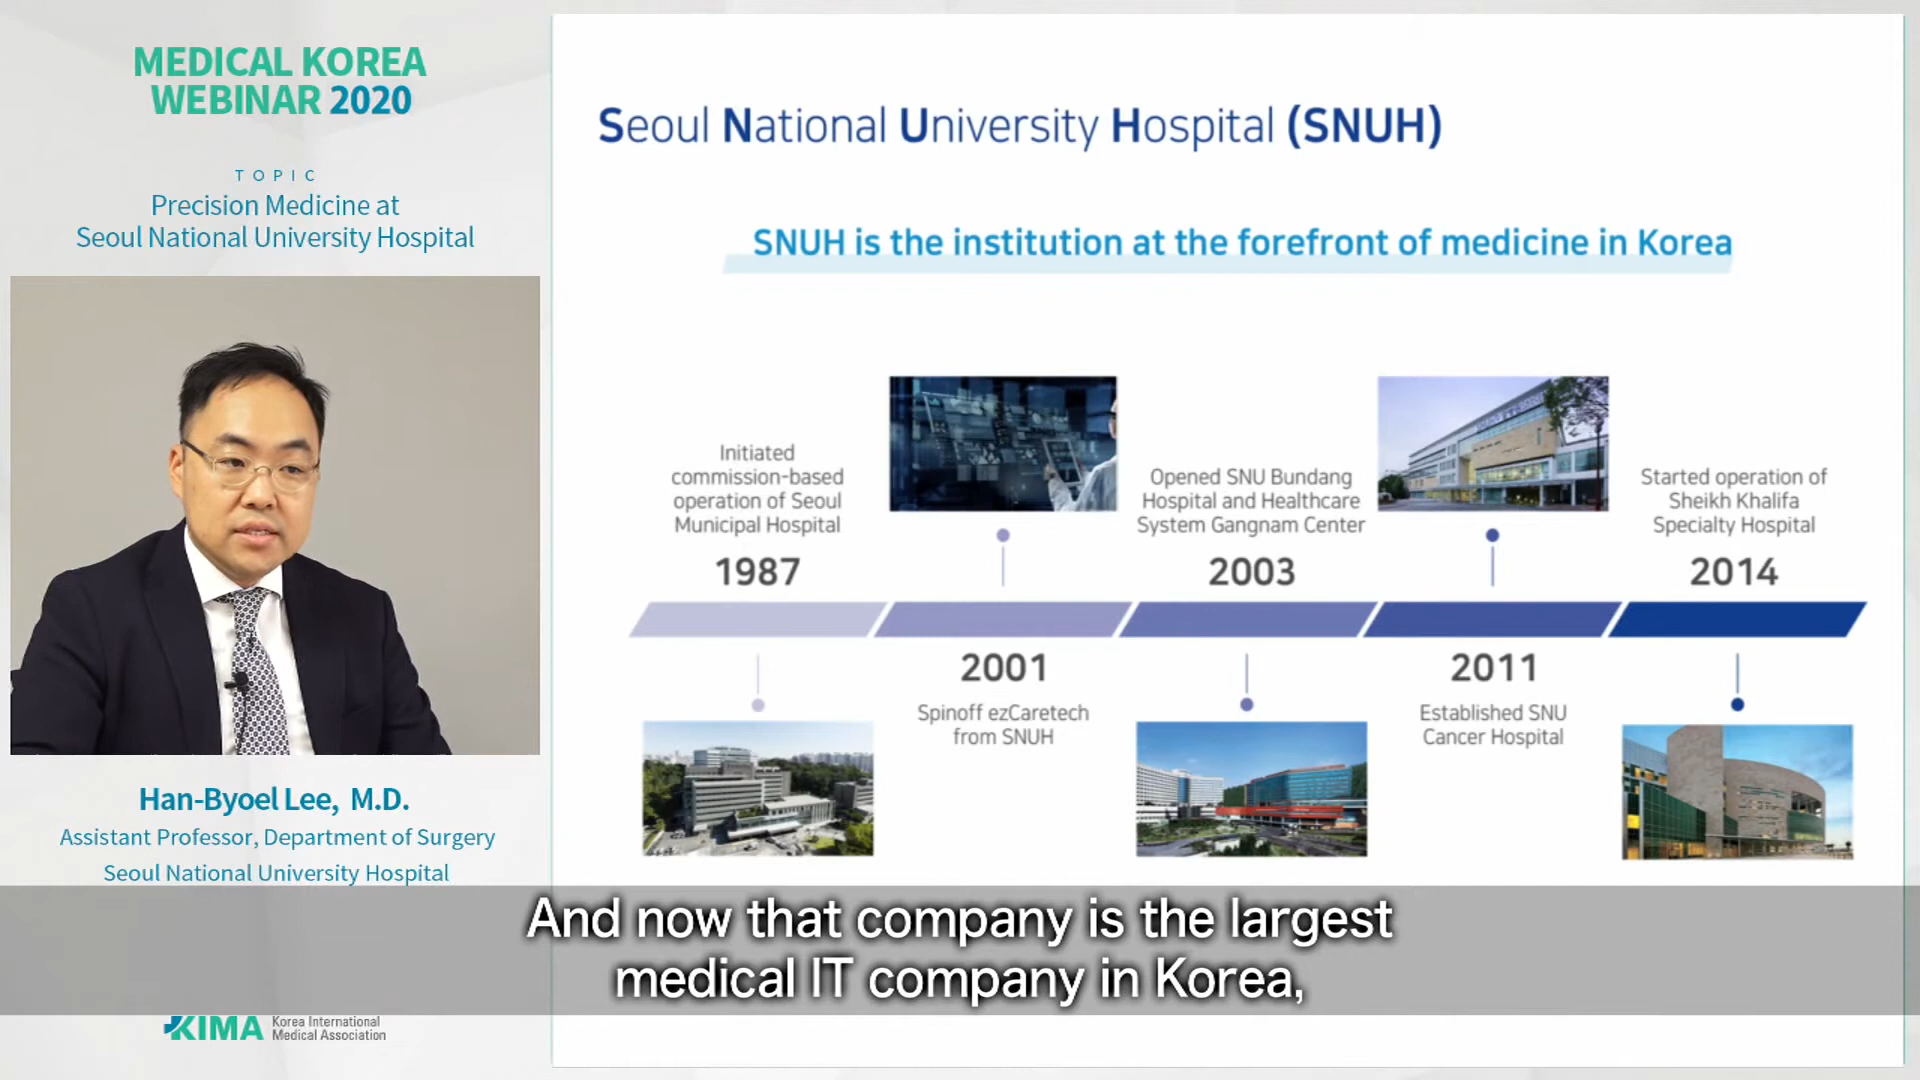 MEDICAL KOREA
WEBINAR 2020
TOPIC
Precision Medicine at
Seoul National University Hospital
Han-Byoel Lee, M.D.
Assistant Professor, Department of Surgery
Seoul National University Hospital
Seoul National University Hospital (SNUH)
SNUH is the institution at the forefront of medicine in Korea
Initiated
commission-based
operation of Seoul
Municipal Hospital
1987
2001
Spinoff ezCaretech
from SNUH
Opened SNU Bundang
Hospital and Healthcare
System Gangnam Center
2003
2011
Established SNU
Cancer Hospital
Started operation of
Sheikh Khalifa
Specialty Hospital
2014
And now that company is the largest
medical IT company in Korea,
KIMA
Korea International
Medical Association